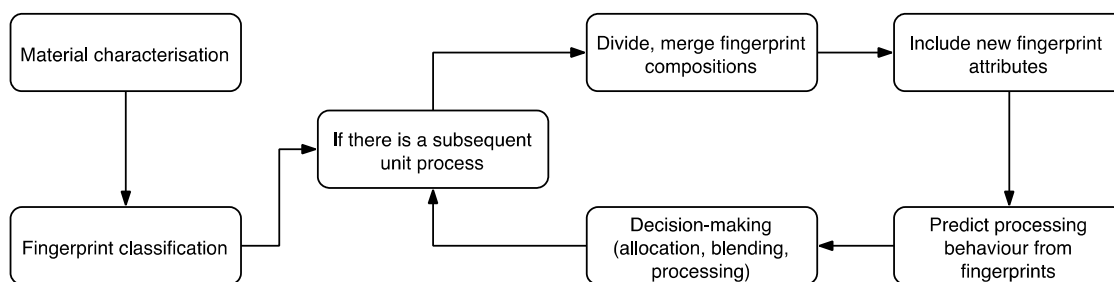 Material characterisation
Fingerprint classification
If there is a subsequent
unit process
Divide, merge fingerprint
compositions
Include new fingerprint
attributes
Predict processing
behaviour from
fingerprints
Decision-making
(allocation, blending,
processing)